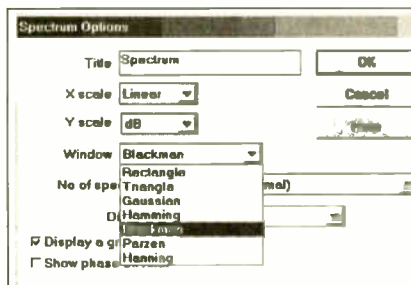 Spectrum Options
Title Spectrum OK
X scale Linear Cancel
Y scale dB
Window Blackman
Rectangle
No of spe mal)
Triangle
Gaussian
Hamming
D
Display a gr
Parzen
Show phase
Hanning